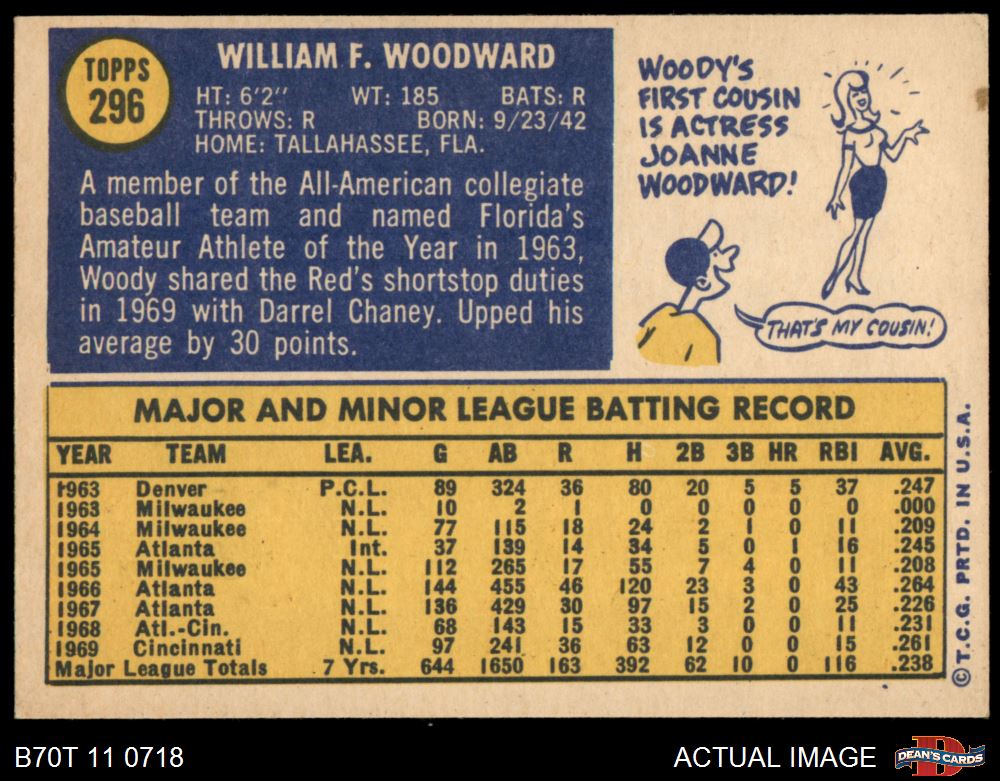 TOPPS
296
WILLIAM F. WOODWARD
HT: 6'2" WT: 185 BATS: R
THROWS: R BORN: 9/23/42
HOME: TALLAHASSEE, FLA.
A member of the All-American collegiate
baseball team and named Florida's
Amateur Athlete of the Year in 1963,
Woody shared the Red's shortstop duties
in 1969 with Darrel Chaney. Upped his
average by 30 points.
WOODY'S
FIRST COUSIN
IS ACTRESS
JOANNE
WOODWARD!
THAT'S MY COUSIN!
MAJOR AND MINOR LEAGUE BATTING RECORD
YEAR TEAM LEA. G AB R H 2B 3B HR RBI AVG.
1963 Denver P.C.L. 89 324 36 80 20 5 5 37 .247
1963 Milwaukee N.L. 10 2 1 0 0 0 0 0 .000
1964 Milwaukee N.L. 77 115 18 24 2 1 0 11 .209
1965 Atlanta Int. 37 139 14 34 5 0 1 16 .245
1965 Milwaukee N.L. 112 265 17 55 7 4 0 11 .208
1966 Atlanta N.L. 144 455 46 120 23 3 0 43 .264
1967 Atlanta N.L. 136 429 30 97 15 2 0 25 .226
1968 Atl.-Cin. N.L. 68 143 15 33 3 0 0 11 .231
1969 Cincinnati N.L. 97 241 36 63 12 0 0 15 .261
Major League Totals 7 Yrs. 644 1650 163 392 62 10 0 116 .238
©T.C.G. PRTD. IN U.S.A.
B70T 11 0718
ACTUAL IMAGE
D
DEAN'S CARDS